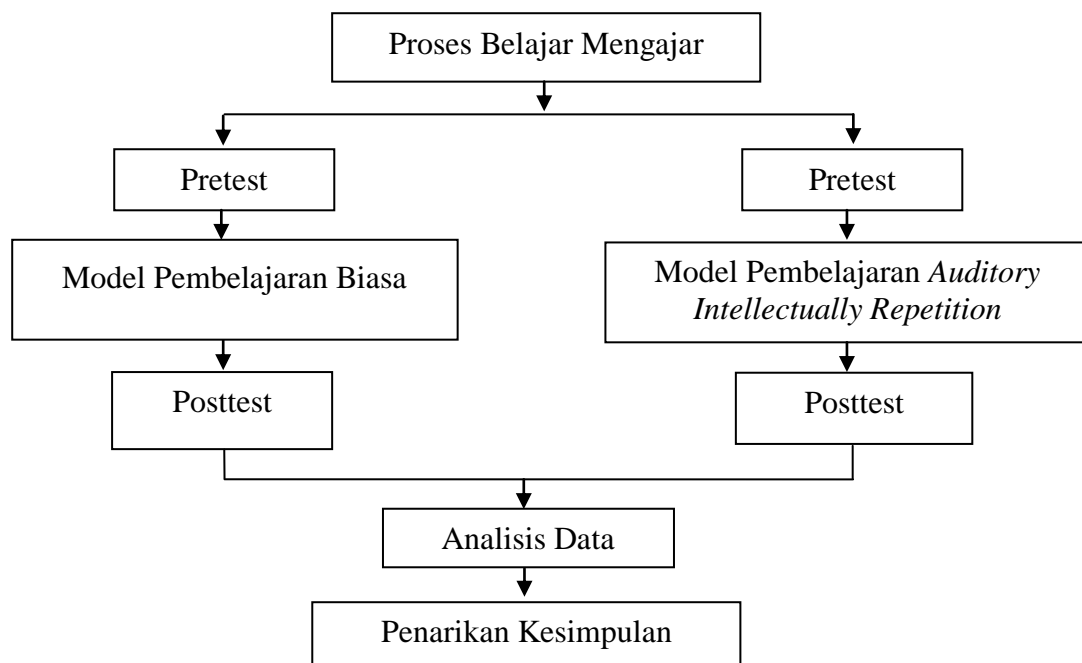 Proses Belajar Mengajar
Pretest
Pretest
Model Pembelajaran Biasa
Model Pembelajaran Auditory
Intellectually Repetition
Posttest
Posttest
Analisis Data
Penarikan Kesimpulan